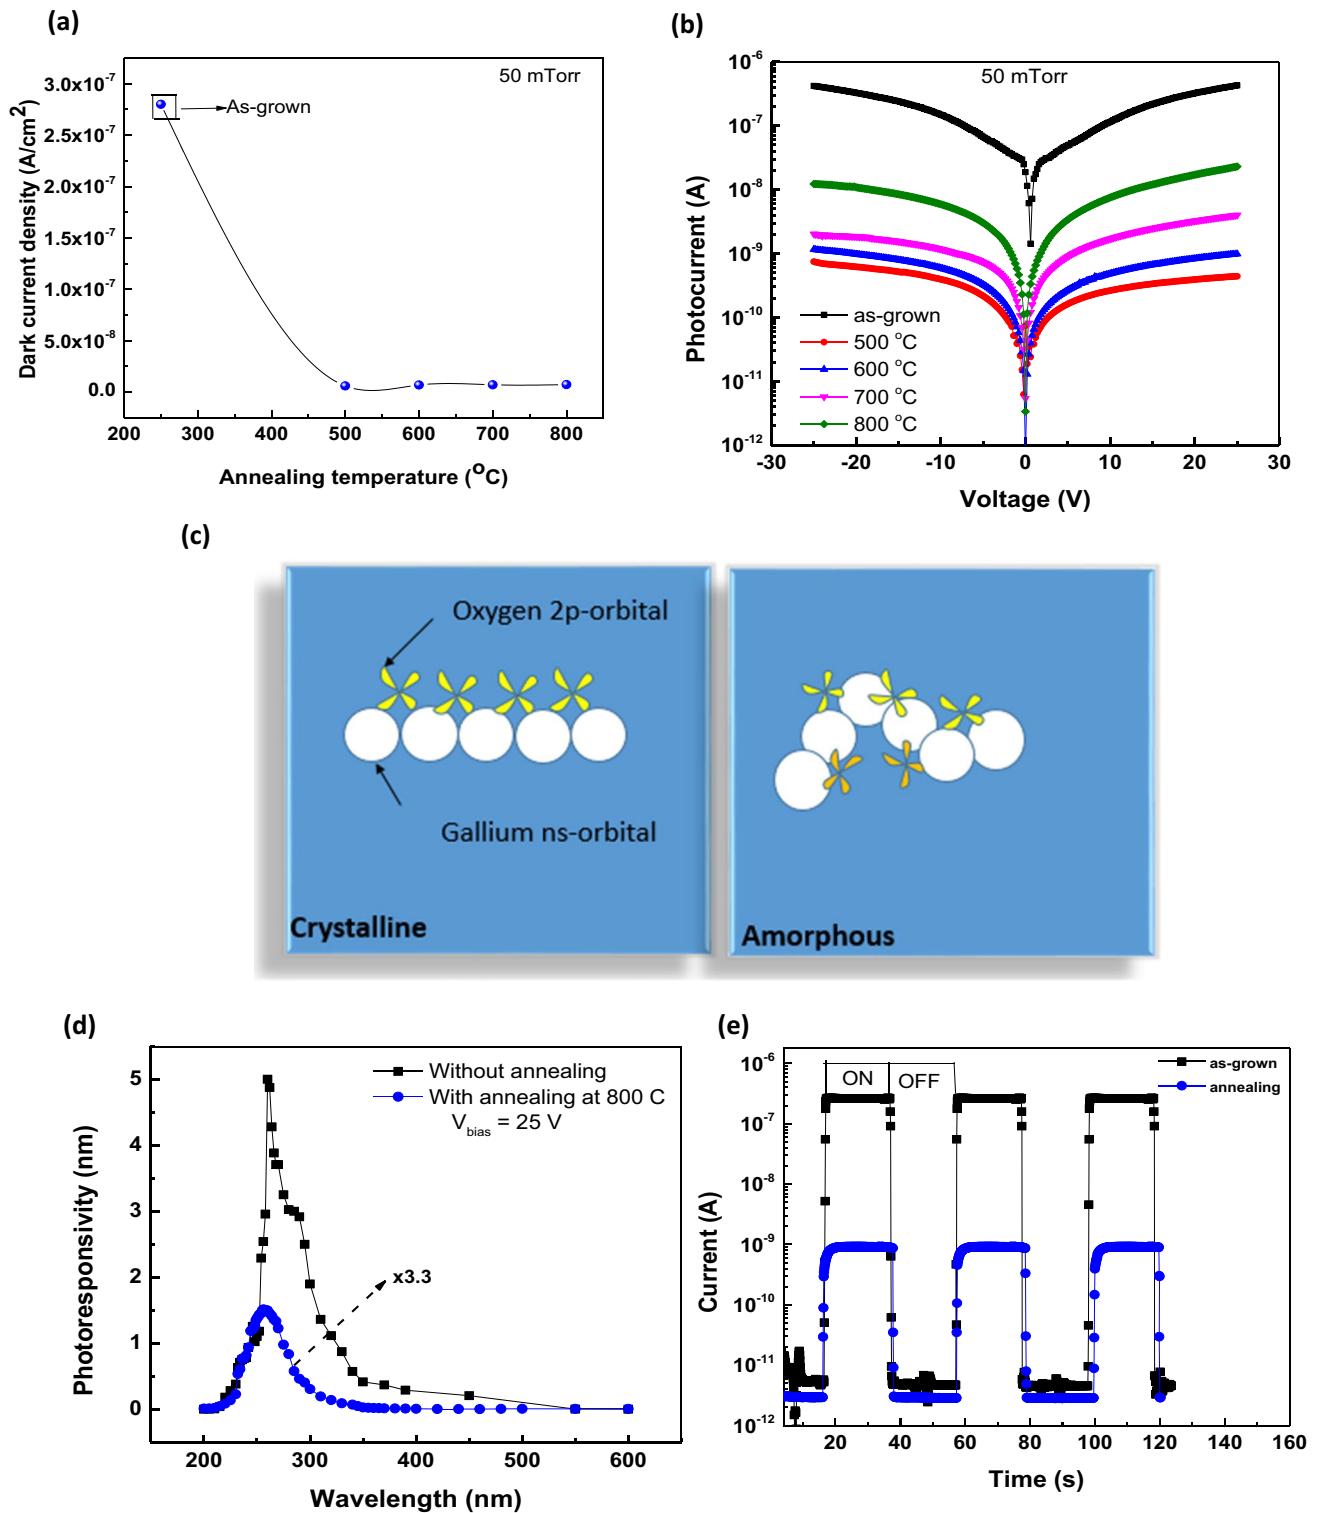 (a)
50 mTorr
As-grown
3.0x10-7
2.5x10-7
2.0x10-7
1.5x10-7
1.0x10-7
5.0x10-8
0.0
Dark current density (A/cm2)
200 300 400 500 600 700 800
Annealing temperature (OC)
(b)
50 mTorr
10-6
10-7
10-8
10-9
10-10
10-11
10-12
Photocurrent (A)
as-grown
500 oC
600 oC
700 oC
800 oC
-30 -20 -10 0 10 20 30
Voltage (V)
(c)
Oxygen 2p-orbital
Gallium ns-orbital
Crystalline
Amorphous
(d)
Without annealing
With annealing at 800 C
Vbias = 25 V
x3.3
5
4
3
2
1
0
Photoresponsivity (nm)
200 300 400 500 600
Wavelength (nm)
(e)
as-grown
annealing
ON OFF
10-6
10-7
10-8
10-9
10-10
10-11
10-12
Current (A)
20 40 60 80 100 120 140 160
Time (s)